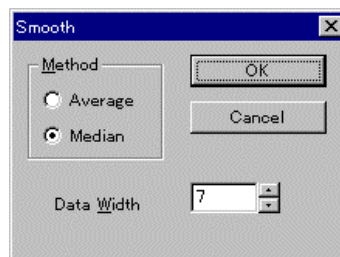 Smooth
Method
Average
Median
OK
Cancel
Data Width
7